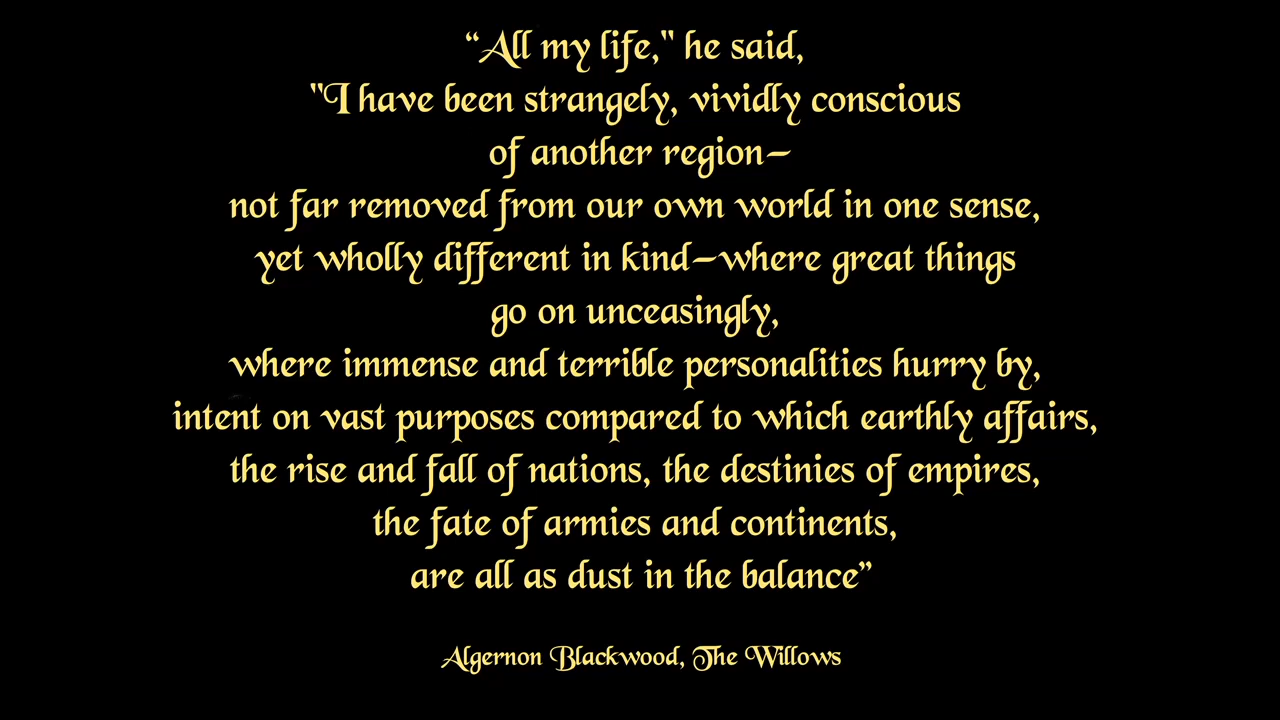 “All my life," he said,
"I have been strangely, vividly conscious
of another region—
not far removed from our own world in one sense,
yet wholly different in kind—where great things
go on unceasingly,
where immense and terrible personalities hurry by,
intent on vast purposes compared to which earthly affairs,
the rise and fall of nations, the destinies of empires,
the fate of armies and continents,
are all as dust in the balance”
Algernon Blackwood, The Willows